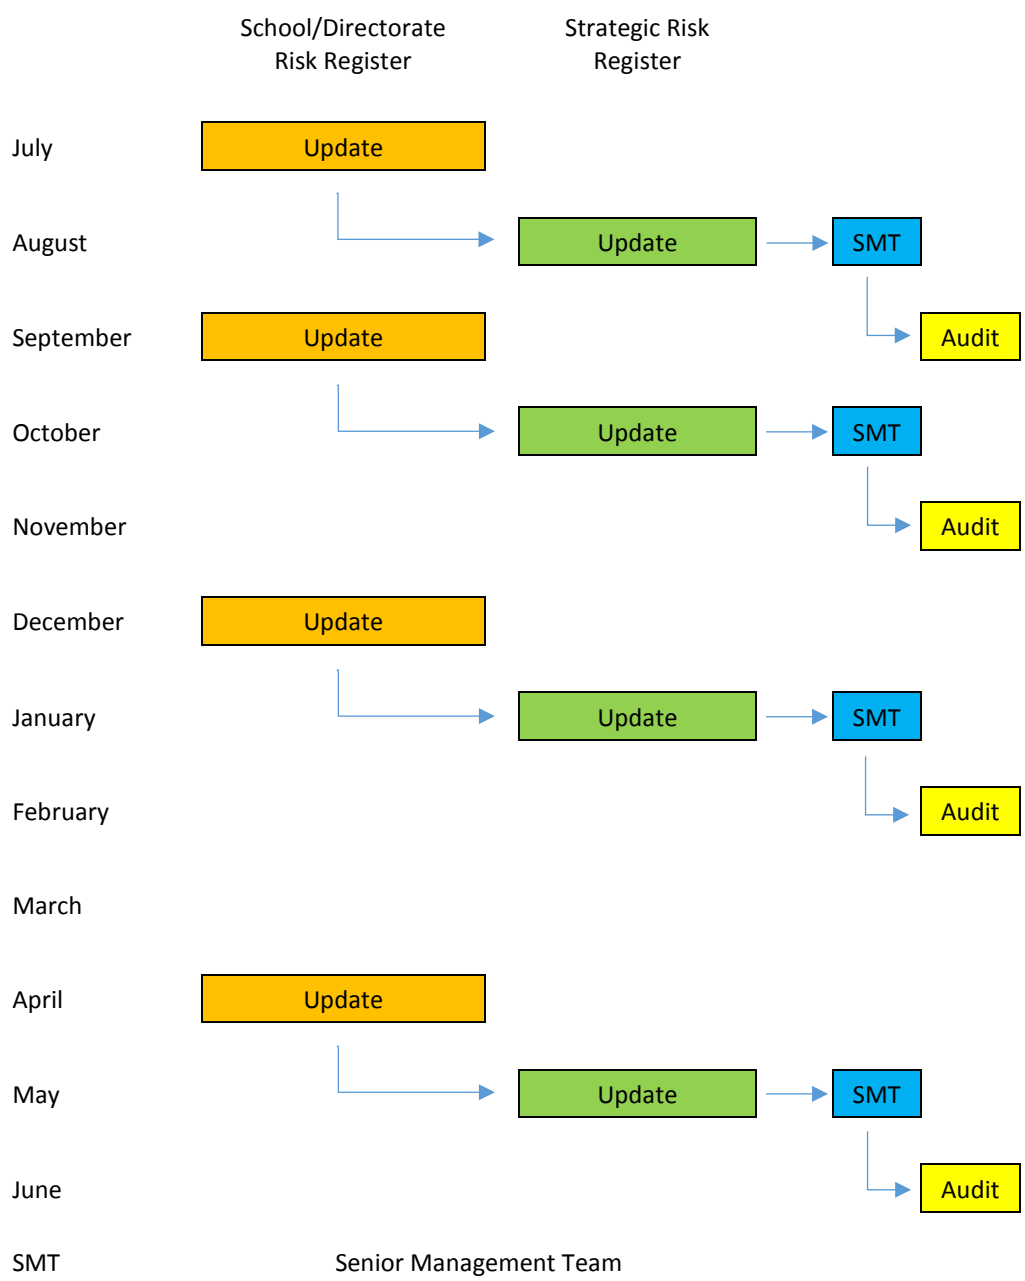 School/Directorate Strategic Risk
Risk Register Register
July Update
August Update SMT
September Update Audit
October Update SMT
November Audit
December Update
January Update SMT
February Audit
March
April Update
May Update SMT
June Audit
SMT Senior Management Team